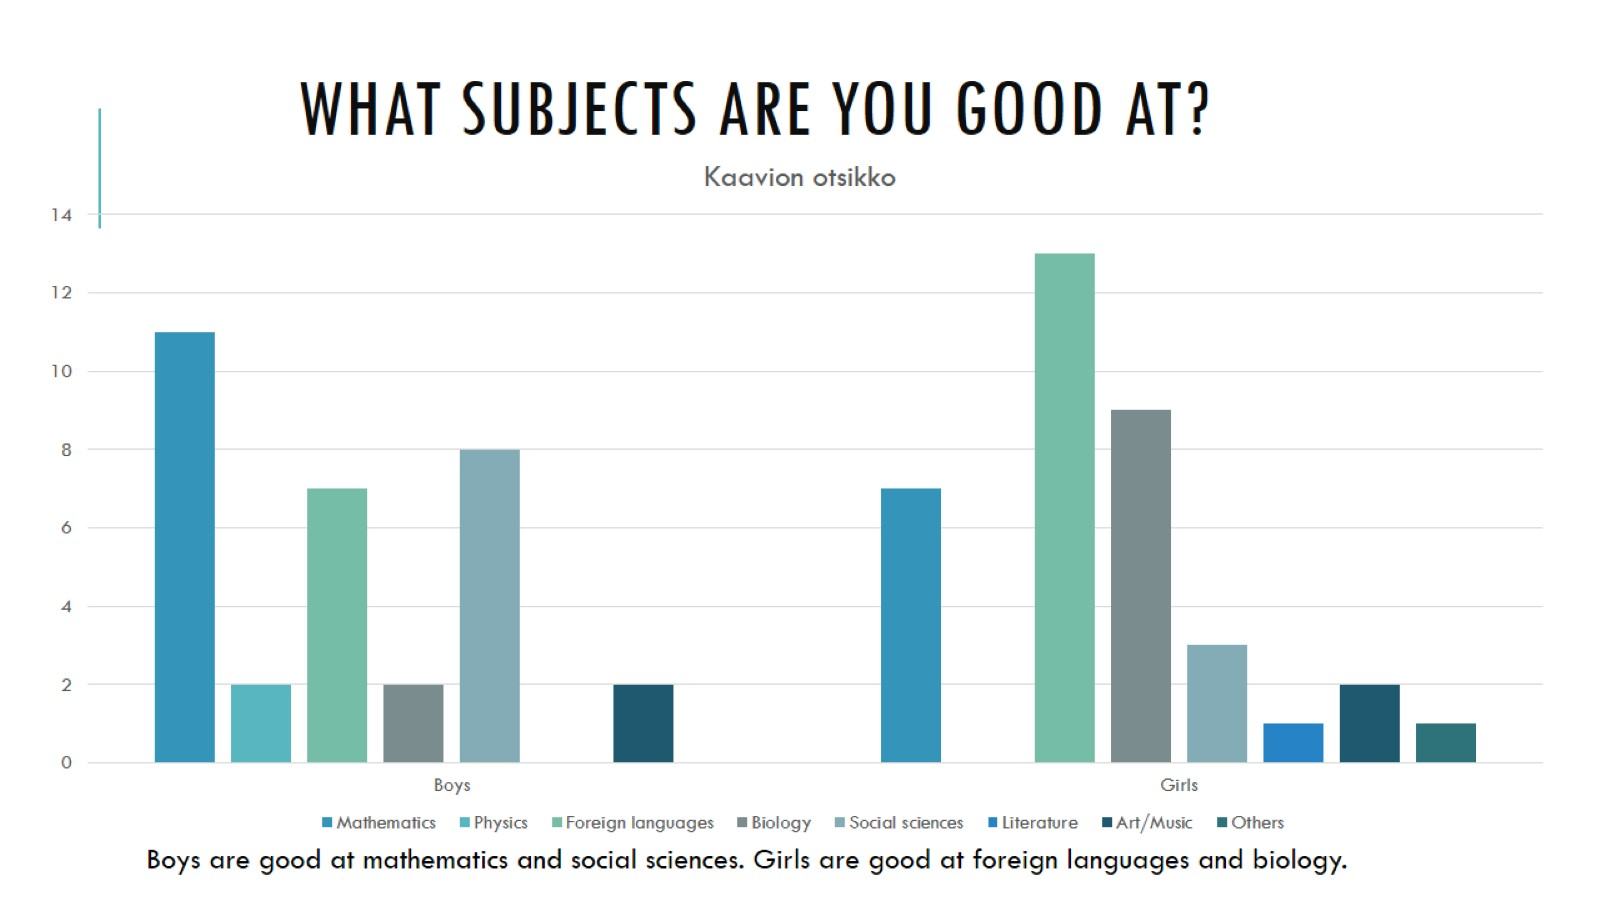 WHAT SUBJECTS ARE YOU GOOD AT?
Kaavion otsikko
14
12
10
8
6
4
2
0
Boys Girls
Mathematics Physics Foreign languages Biology Social sciences Literature Art/Music Others
Boys are good at mathematics and social sciences. Girls are good at foreign languages and biology.